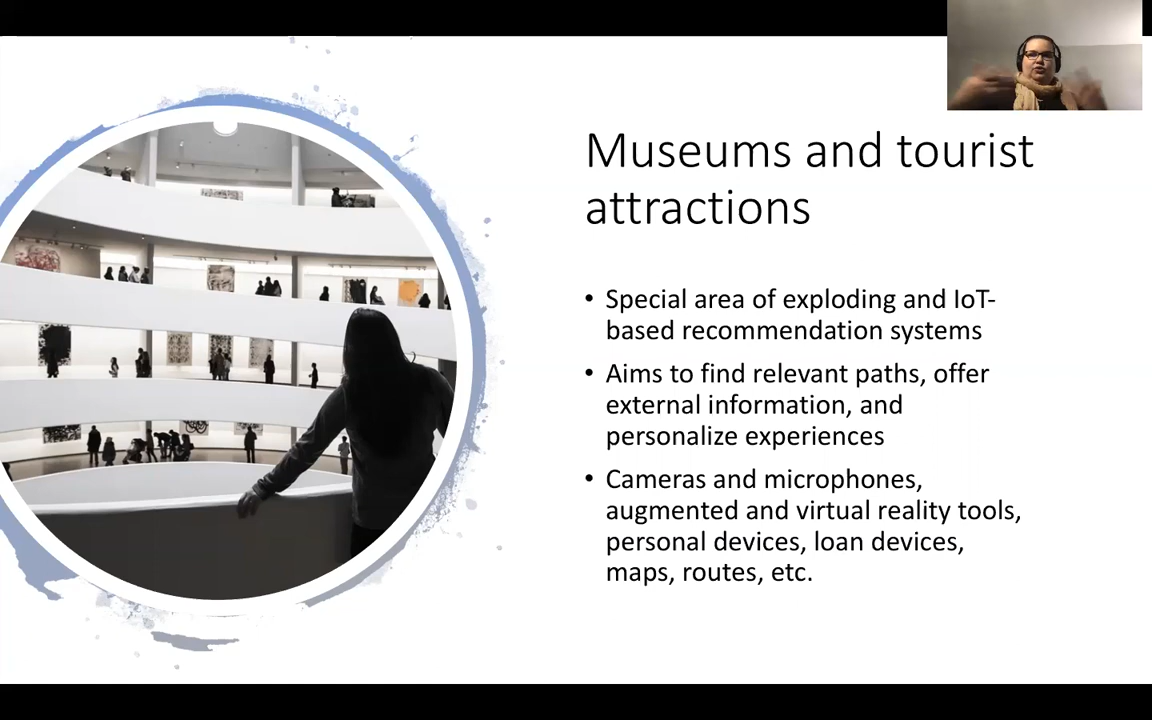 Museums and tourist
attractions
• Special area of exploding and IoT-
based recommendation systems
• Aims to find relevant paths, offer
external information, and
personalize experiences
• Cameras and microphones,
augmented and virtual reality tools,
personal devices, loan devices,
maps, routes, etc.